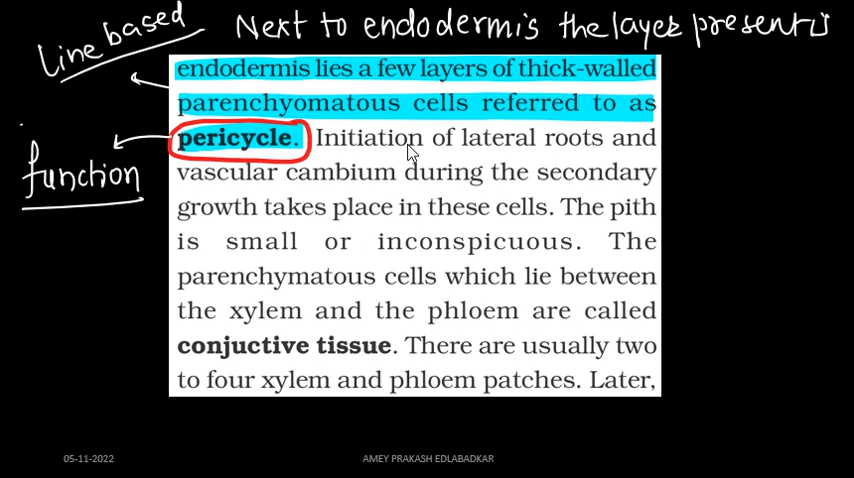 Line based
Next to endodermis the layer present is
endodermis lies a few layers of thick-walled
parenchyomatous cells referred to as
pericycle. Initiation of lateral roots and
function
vascular cambium during the secondary
growth takes place in these cells. The pith
is small or inconspicuous. The
parenchymatous cells which lie between
the xylem and the phloem are called
conjuctive tissue. There are usually two
to four xylem and phloem patches. Later,
05-11-2022
AMEY PRAKASH EDLABADKAR